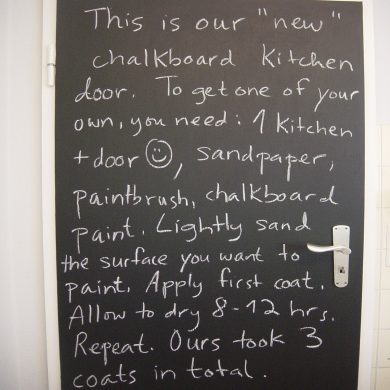 This is our "new"
chalkboard kitchen
door. To get one of your
own, you need: 1 kitchen
+ door ☺, sandpaper,
paintbrush, chalkboard
paint. Lightly sand
the surface you want to
paint. Apply first coat.
Allow to dry 8-12 hrs.
Repeat. Ours took 3
coats in total.